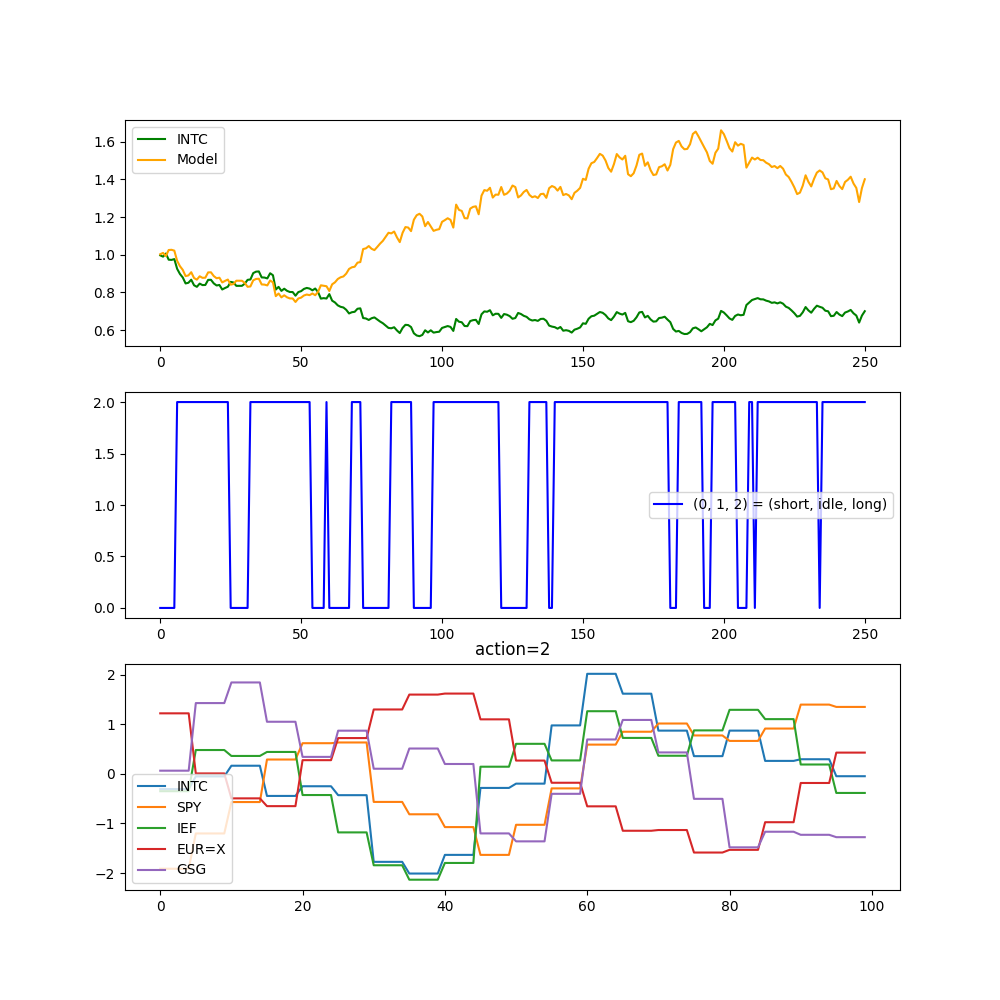 INTC
Model
1.6
1.4
1.2
1.0
0.8
0.6
0 50 100 150 200 250
2.0
1.5
1.0
0.5
0.0
(0, 1, 2) = (short, idle, long)
0 50 100 150 200 250
action=2
2
1
0
−1
−2
INTC
SPY
IEF
EUR=X
GSG
0 20 40 60 80 100